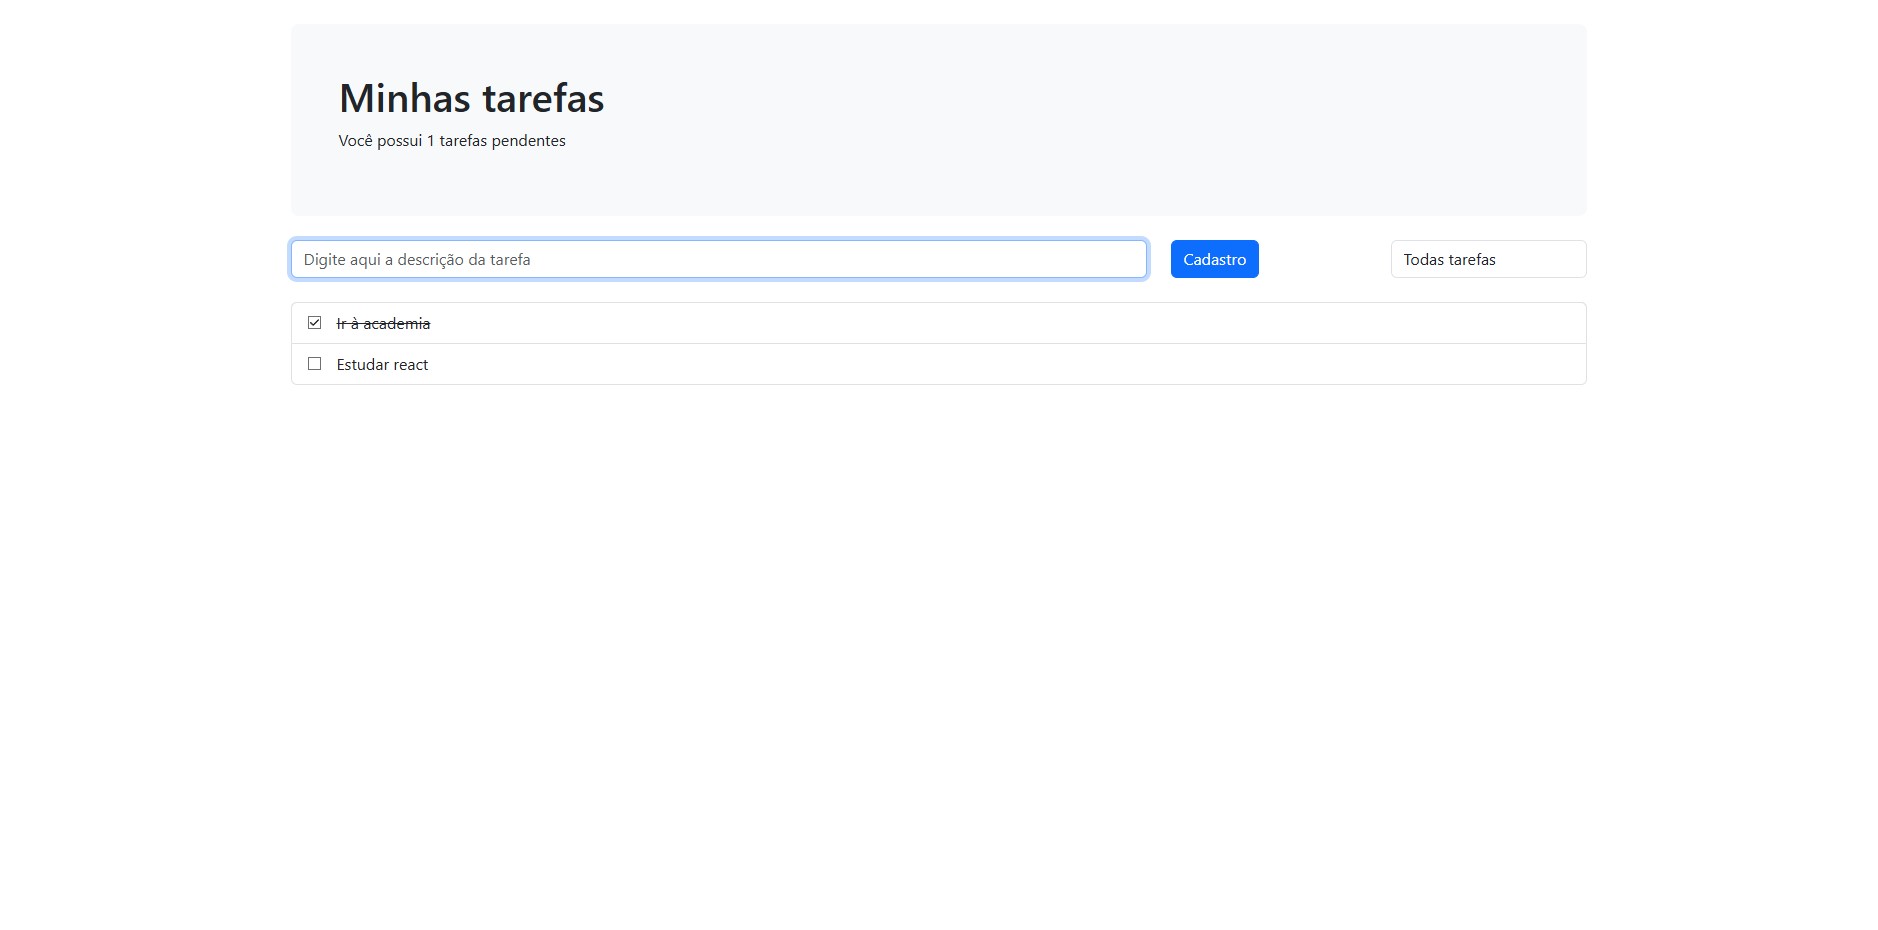 Minhas tarefas
Você possui 1 tarefas pendentes
Digite aqui a descrição da tarefa
Cadastro
Todas tarefas
Ir à academia
Estudar react